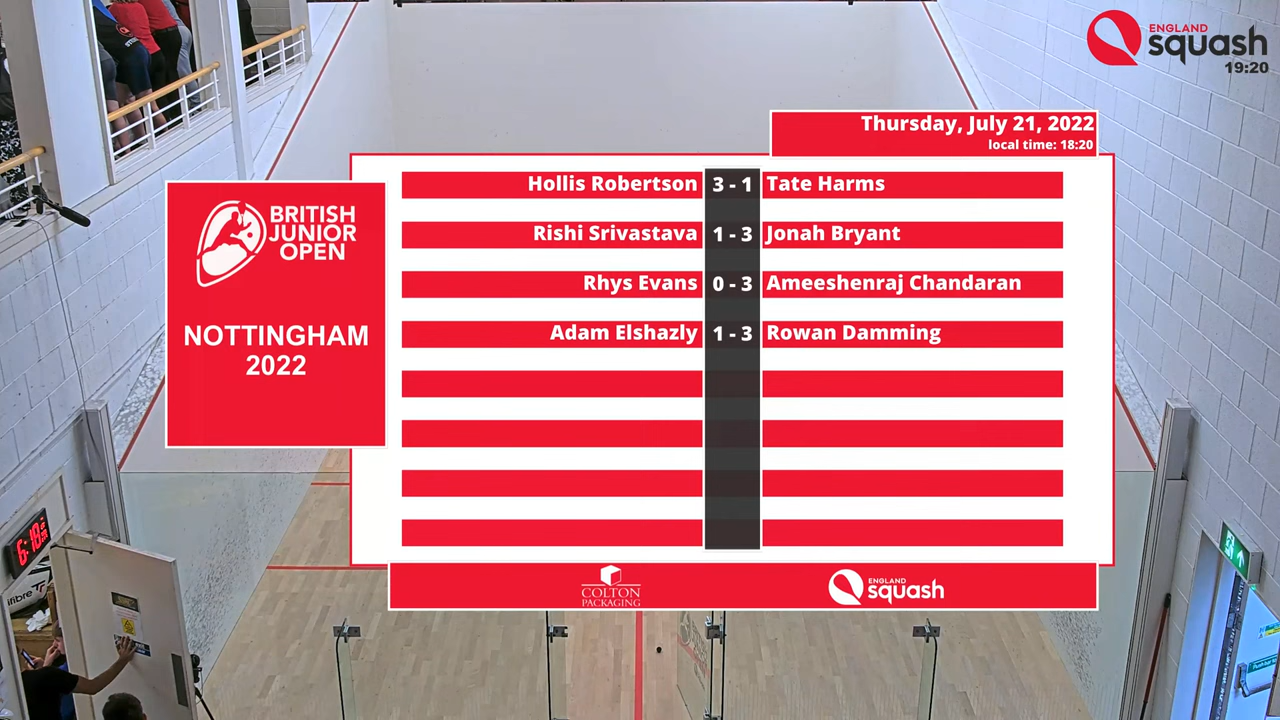 ENGLAND
squash
19:20
Thursday, July 21, 2022
local time: 18:20
BRITISH
JUNIOR
OPEN
NOTTINGHAM
2022
Hollis Robertson 3 - 1 Tate Harms
Rishi Srivastava 1 - 3 Jonah Bryant
Rhys Evans 0 - 3 Ameeshenraj Chandaran
Adam Elshazly 1 - 3 Rowan Damming
COLTON
PACKAGING
ENGLAND
squash
6:18